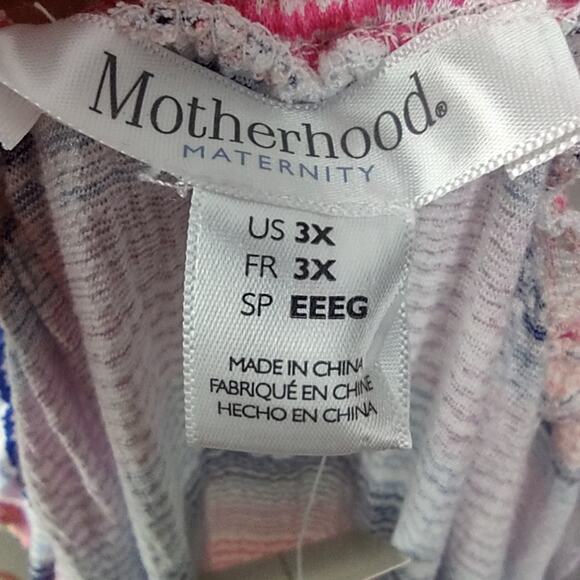 Motherhood®
MATERNITY
US 3X
FR 3X
SP EEEG
MADE IN CHINA
FABRIQUÉ EN CHINE
HECHO EN CHINA